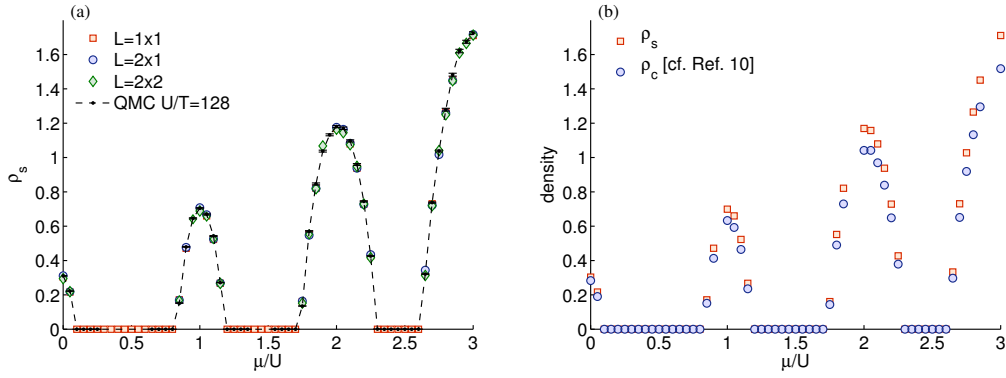 (a)
L=1x1
L=2x1
L=2x2
QMC U/T=128
1.6
1.4
1.2
1
0.8
0.6
0.4
0.2
0
ρs
0 0.5 1 1.5 2 2.5 3
μ/U
(b)
ρs
ρc [cf. Ref. 10]
1.6
1.4
1.2
1
0.8
0.6
0.4
0.2
0
density
0 0.5 1 1.5 2 2.5 3
μ/U